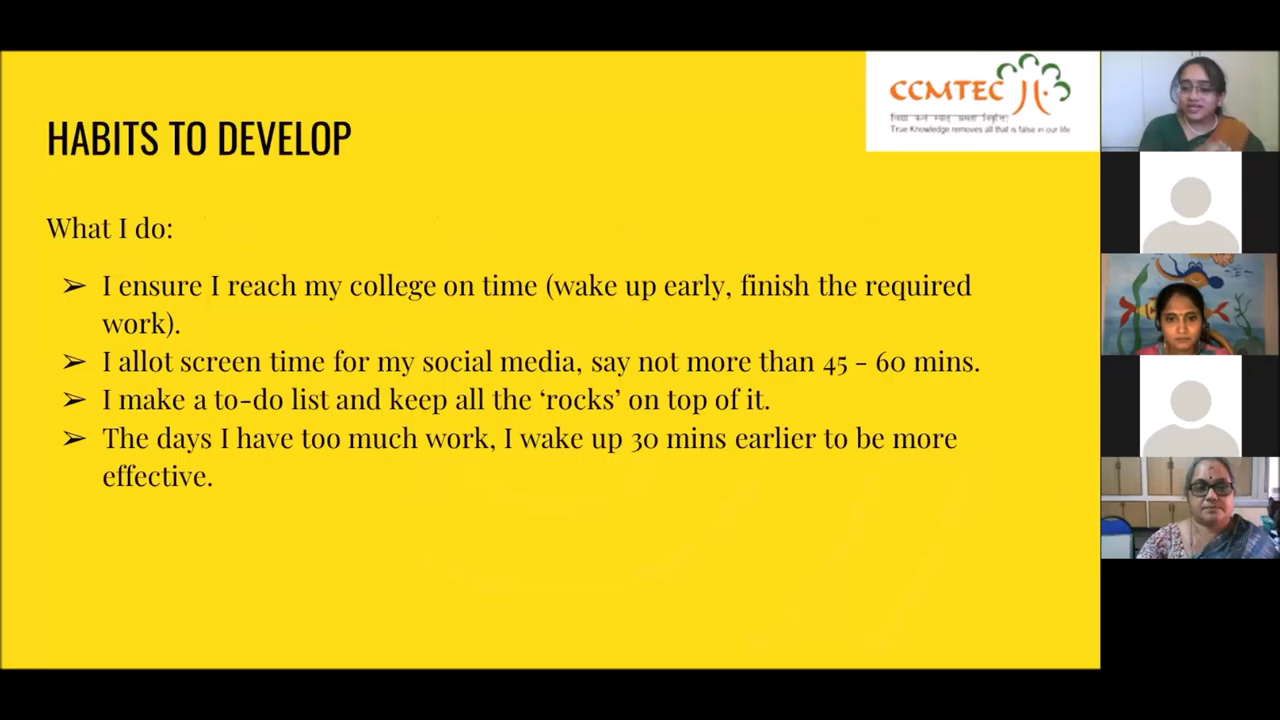 CCMTEC
True Knowledge removes all that is false in our life
HABITS TO DEVELOP
What I do:
➢ I ensure I reach my college on time (wake up early, finish the required
work).
➢ I allot screen time for my social media, say not more than 45 - 60 mins.
➢ I make a to-do list and keep all the ‘rocks’ on top of it.
➢ The days I have too much work, I wake up 30 mins earlier to be more
effective.